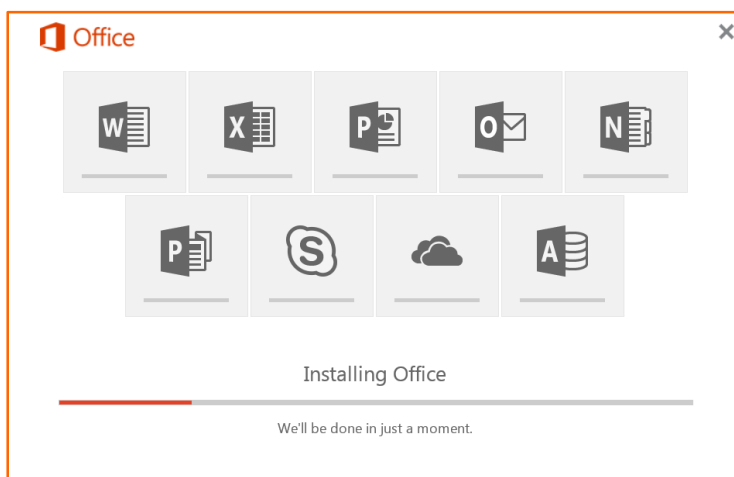 Office
W X P O N
P S A
Installing Office
We'll be done in just a moment.